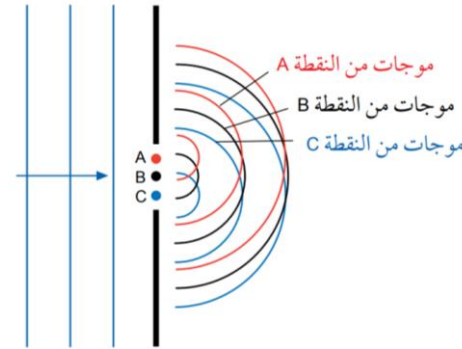 موجات من النقطة A
موجات من النقطة B
موجات من النقطة C
A
B
C